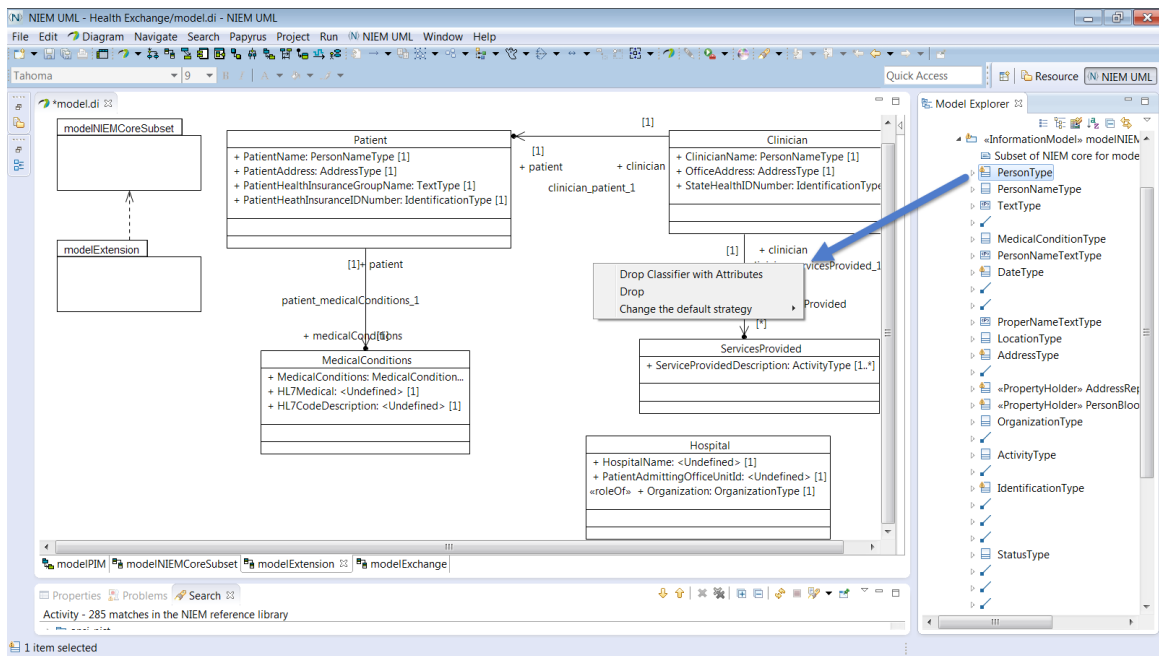 NIEM UML - Health Exchange/model.di - NIEM UML
File Edit Diagram Navigate Search Papyrus Project Run NIEM UML Window Help
Tahoma 9
Quick Access Resource NIEM UML
*model.di
modelNIEMCoreSubset
modelExtension
Patient
+ PatientName: PersonNameType [1]
+ PatientAddress: AddressType [1]
+ PatientHealthInsuranceGroupName: TextType [1]
+ PatientHeathInsuranceIDNumber: IdentificationType [1]
[1]
[1]
+ patient + clinician
clinician_patient_1
Clinician
+ ClinicianName: PersonNameType [1]
+ OfficeAddress: AddressType [1]
+ StateHealthIDNumber: IdentificationType
[1] + clinician
vicesProvided_1
Provided
[*]
Drop Classifier with Attributes
Drop
Change the default strategy
[1]+ patient
patient_medicalConditions_1
+ medicalConditions
MedicalConditions
+ MedicalConditions: MedicalCondition...
+ HL7Medical: <Undefined> [1]
+ HL7CodeDescription: <Undefined> [1]
ServicesProvided
+ ServiceProvidedDescription: ActivityType [1..*]
Hospital
+ HospitalName: <Undefined> [1]
+ PatientAdmittingOfficeUnitId: <Undefined> [1]
«roleOf» + Organization: OrganizationType [1]
modelPIM modelNIEMCoreSubset modelExtension modelExchange
Properties Problems Search
Activity - 285 matches in the NIEM reference library
1 item selected
Model Explorer
«InformationModel» modelNIEM
Subset of NIEM core for mode
PersonType
PersonNameType
TextType
MedicalConditionType
PersonNameTextType
DateType
ProperNameTextType
LocationType
AddressType
«PropertyHolder» AddressRep
«PropertyHolder» PersonBloo
OrganizationType
ActivityType
IdentificationType
StatusType